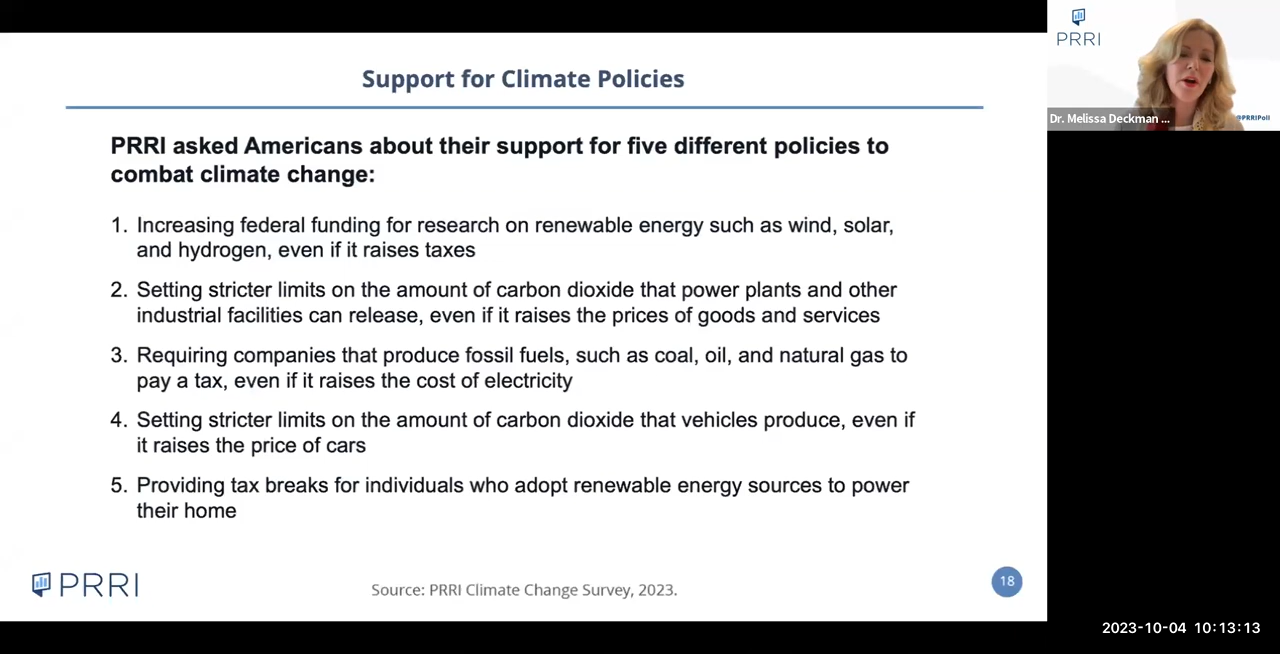 Support for Climate Policies
PRRI asked Americans about their support for five different policies to
combat climate change:
1. Increasing federal funding for research on renewable energy such as wind, solar,
and hydrogen, even if it raises taxes
2. Setting stricter limits on the amount of carbon dioxide that power plants and other
industrial facilities can release, even if it raises the prices of goods and services
3. Requiring companies that produce fossil fuels, such as coal, oil, and natural gas to
pay a tax, even if it raises the cost of electricity
4. Setting stricter limits on the amount of carbon dioxide that vehicles produce, even if
it raises the price of cars
5. Providing tax breaks for individuals who adopt renewable energy sources to power
their home
PRRI
Source: PRRI Climate Change Survey, 2023.
18
PRRI
Dr. Melissa Deckman ...
@PRRIPoll
2023-10-04 10:13:13